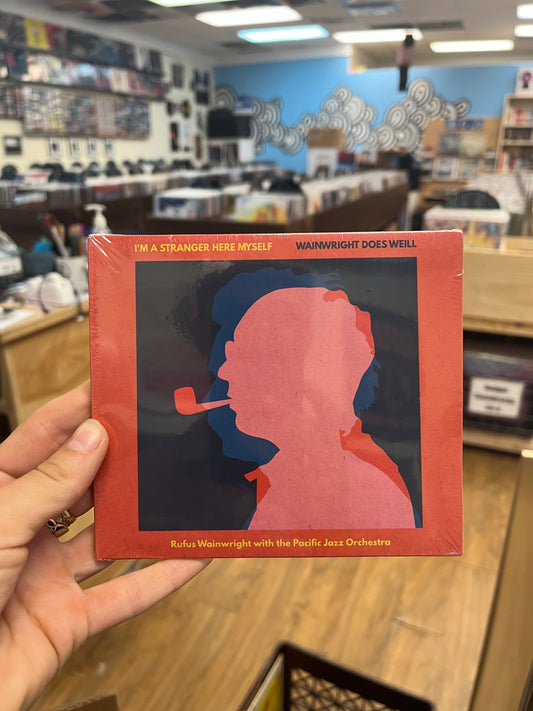 I'M A STRANGER HERE MYSELF
WAINWRIGHT DOES WEILL
Rufus Wainwright with the Pacific Jazz Orchestra